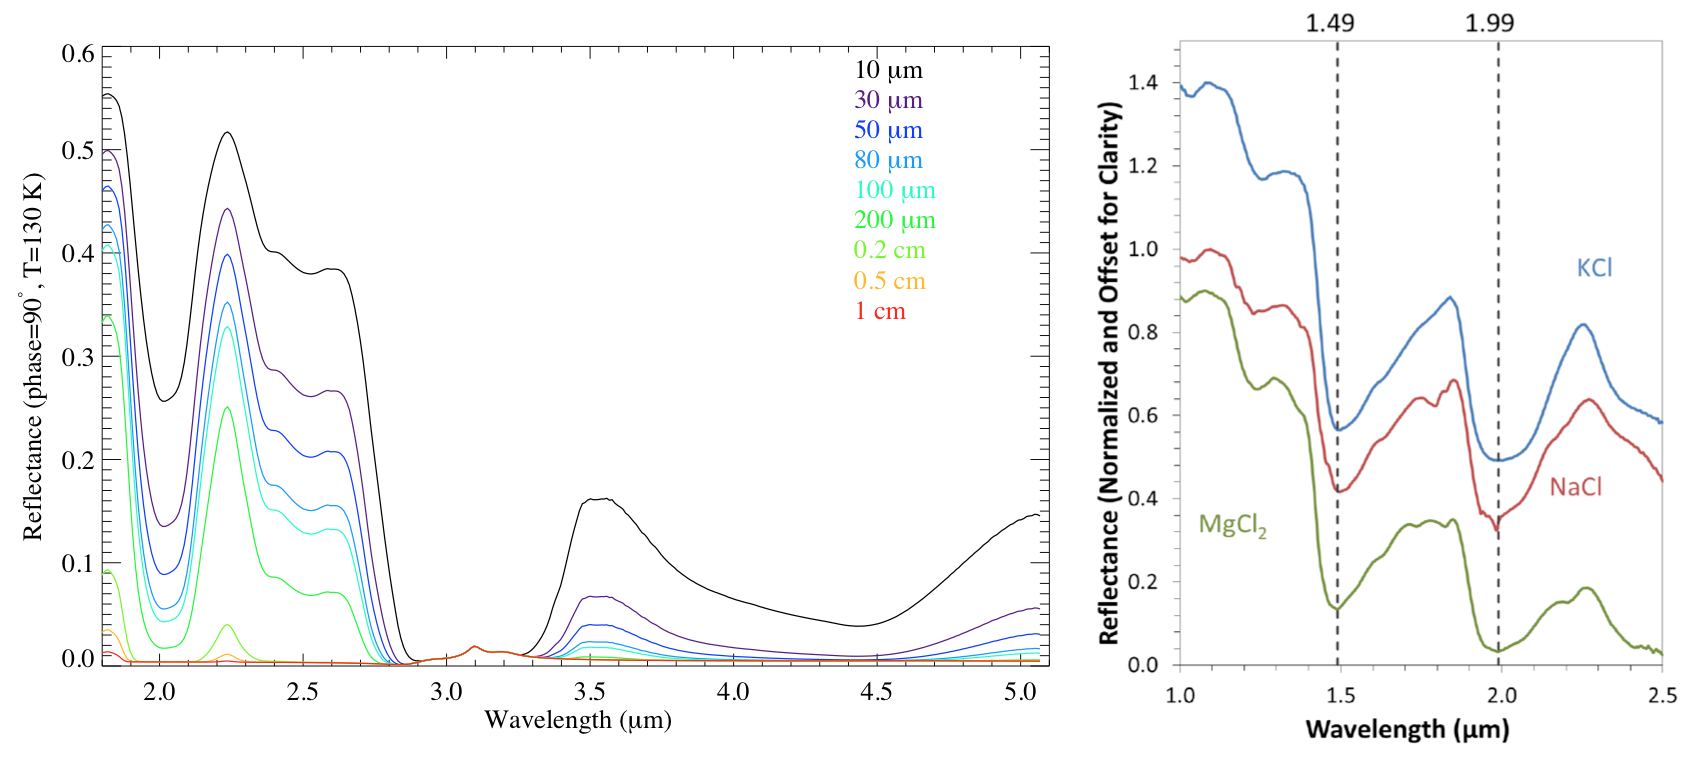 0.6
0.5
0.4
0.3
0.2
0.1
0.0
Reflectance (phase=90°, T=130 K)
10 μm
30 μm
50 μm
80 μm
100 μm
200 μm
0.2 cm
0.5 cm
1 cm
2.0 2.5 3.0 3.5 4.0 4.5 5.0
Wavelength (μm)
1.49 1.99
1.4
1.2
1.0
0.8
0.6
0.4
0.2
0.0
Reflectance (Normalized and Offset for Clarity)
KCl
NaCl
MgCl₂
1.0 1.5 2.0 2.5
Wavelength (μm)